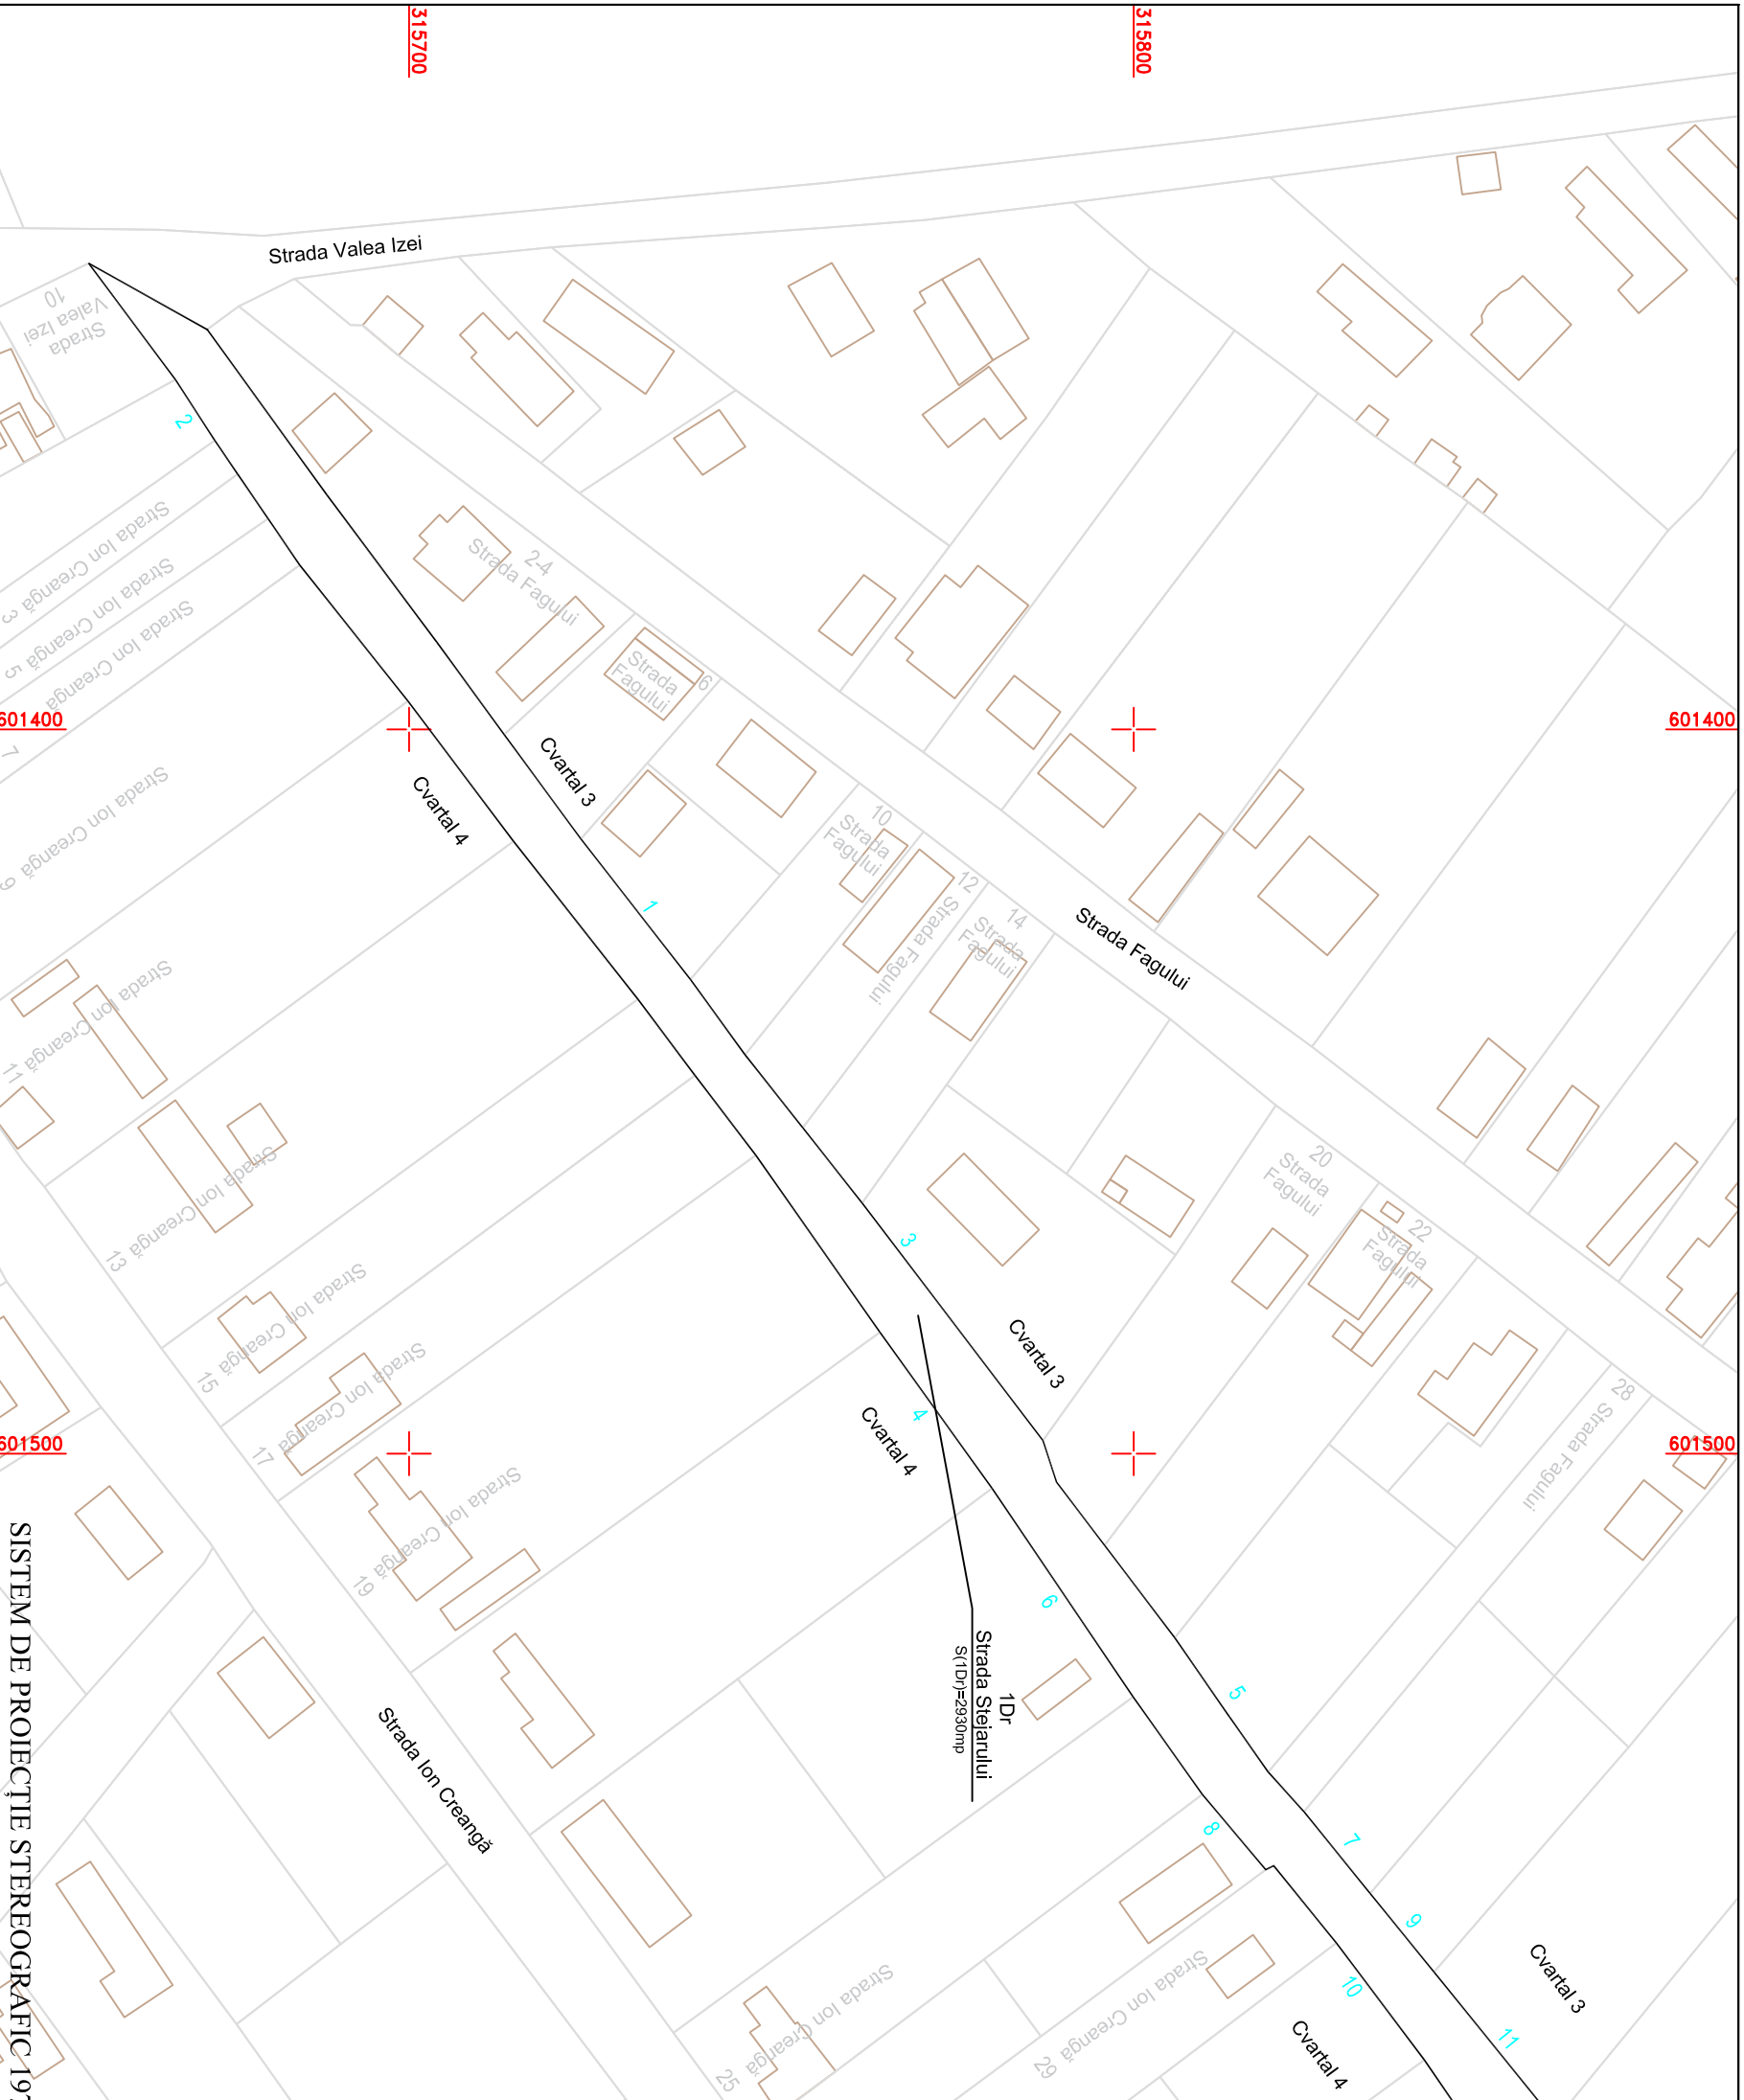 315700
315800
Strada Valea Izei
Strada
Valea Izei
10
2
Strada Ion Creangă 3
Strada Ion Creangă 5
Strada Ion Creangă 7
2-4
Strada Fagului
6
Strada
Fagului
601400
601400
Cvartal 3
Cvartal 4
Strada Ion Creangă 9
10
Strada
Fagului
12 Strada Fagului
14
Strada
Fagului
1
Strada Fagului
Strada Ion Creangă 11
Strada Ion Creangă 13
20
Strada
Fagului
22
Strada
Fagului
3
Strada Ion Creangă 15
Cvartal 3
Strada Ion Creangă 17
28 Strada Fagului
4
Cvartal 4
601500
601500
Strada Ion Creangă 19
6
1Dr
Strada Stejarului
S(1Dr)=2930mp
5
Strada Ion Creangă
8
7
9
Strada Ion Creangă 25
Strada Ion Creangă 29
10
Cvartal 3
11
Cvartal 4
SISTEM DE PROIECȚIE STEREOGRAFIC